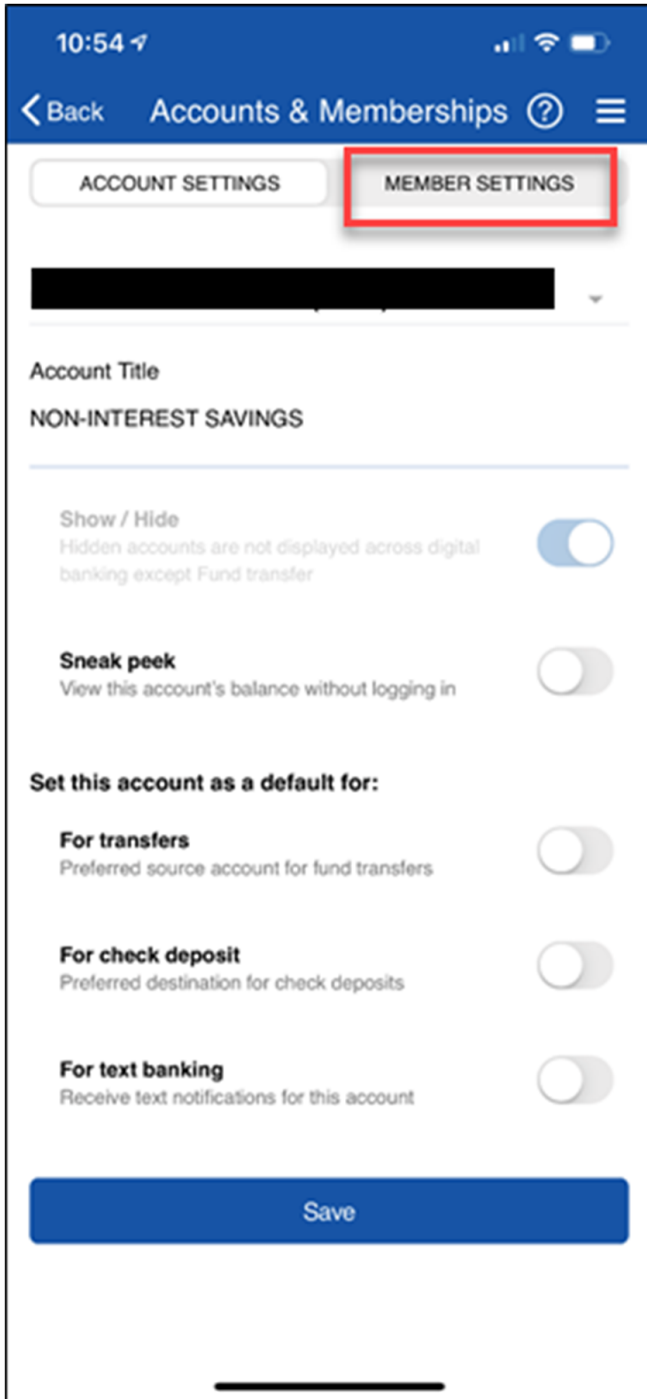 10:54
Back Accounts & Memberships ?
ACCOUNT SETTINGS MEMBER SETTINGS
Account Title
NON-INTEREST SAVINGS
Show / Hide
Hidden accounts are not displayed across digital
banking except Fund transfer
Sneak peek
View this account's balance without logging in
Set this account as a default for:
For transfers
Preferred source account for fund transfers
For check deposit
Preferred destination for check deposits
For text banking
Receive text notifications for this account
Save